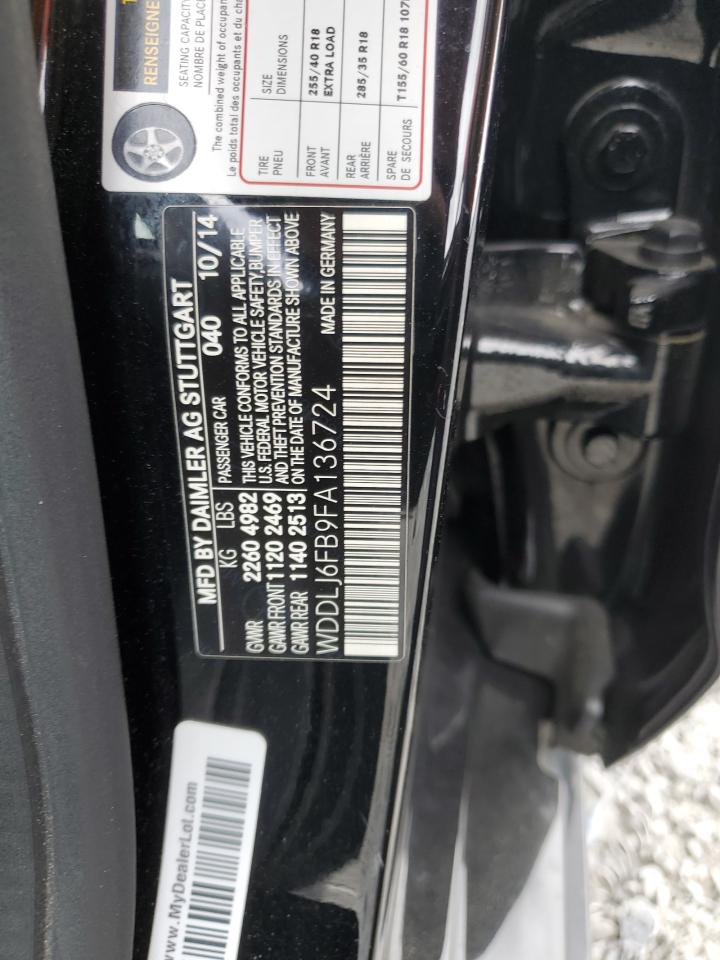 RENSEIGNE
SEATING CAPACITY
NOMBRE DE PLACE
The combined weight of occupan
Le poids total des occupants et du cha
TIRE SIZE
PNEU DIMENSIONS
FRONT 255/40 R18
AVANT EXTRA LOAD
REAR 285/35 R18
ARRIÈRE
SPARE T155/60 R18 107
DE SECOURS
MFD BY DAIMLER AG STUTTGART
KG LBS PASSENGER CAR 040 10/14
GVWR 2260 4982 THIS VEHICLE CONFORMS TO ALL APPLICABLE
U.S. FEDERAL MOTOR VEHICLE SAFETY,BUMPER
GAWR FRONT 1120 2469 AND THEFT PREVENTION STANDARDS IN EFFECT
GAWR REAR 1140 2513 ON THE DATE OF MANUFACTURE SHOWN ABOVE
WDDLJ6FB9FA136724 MADE IN GERMANY
www.MyDealerLot.com